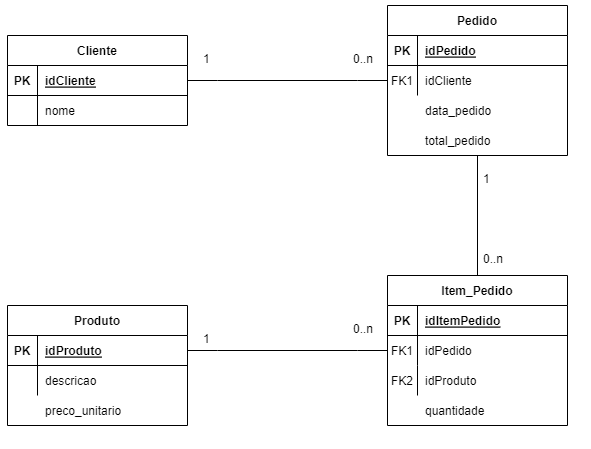 Cliente
PK idCliente
nome
1
0..n
Pedido
PK idPedido
FK1 idCliente
data_pedido
total_pedido
1
0..n
Produto
PK idProduto
descricao
preco_unitario
1
0..n
Item_Pedido
PK idItemPedido
FK1 idPedido
FK2 idProduto
quantidade